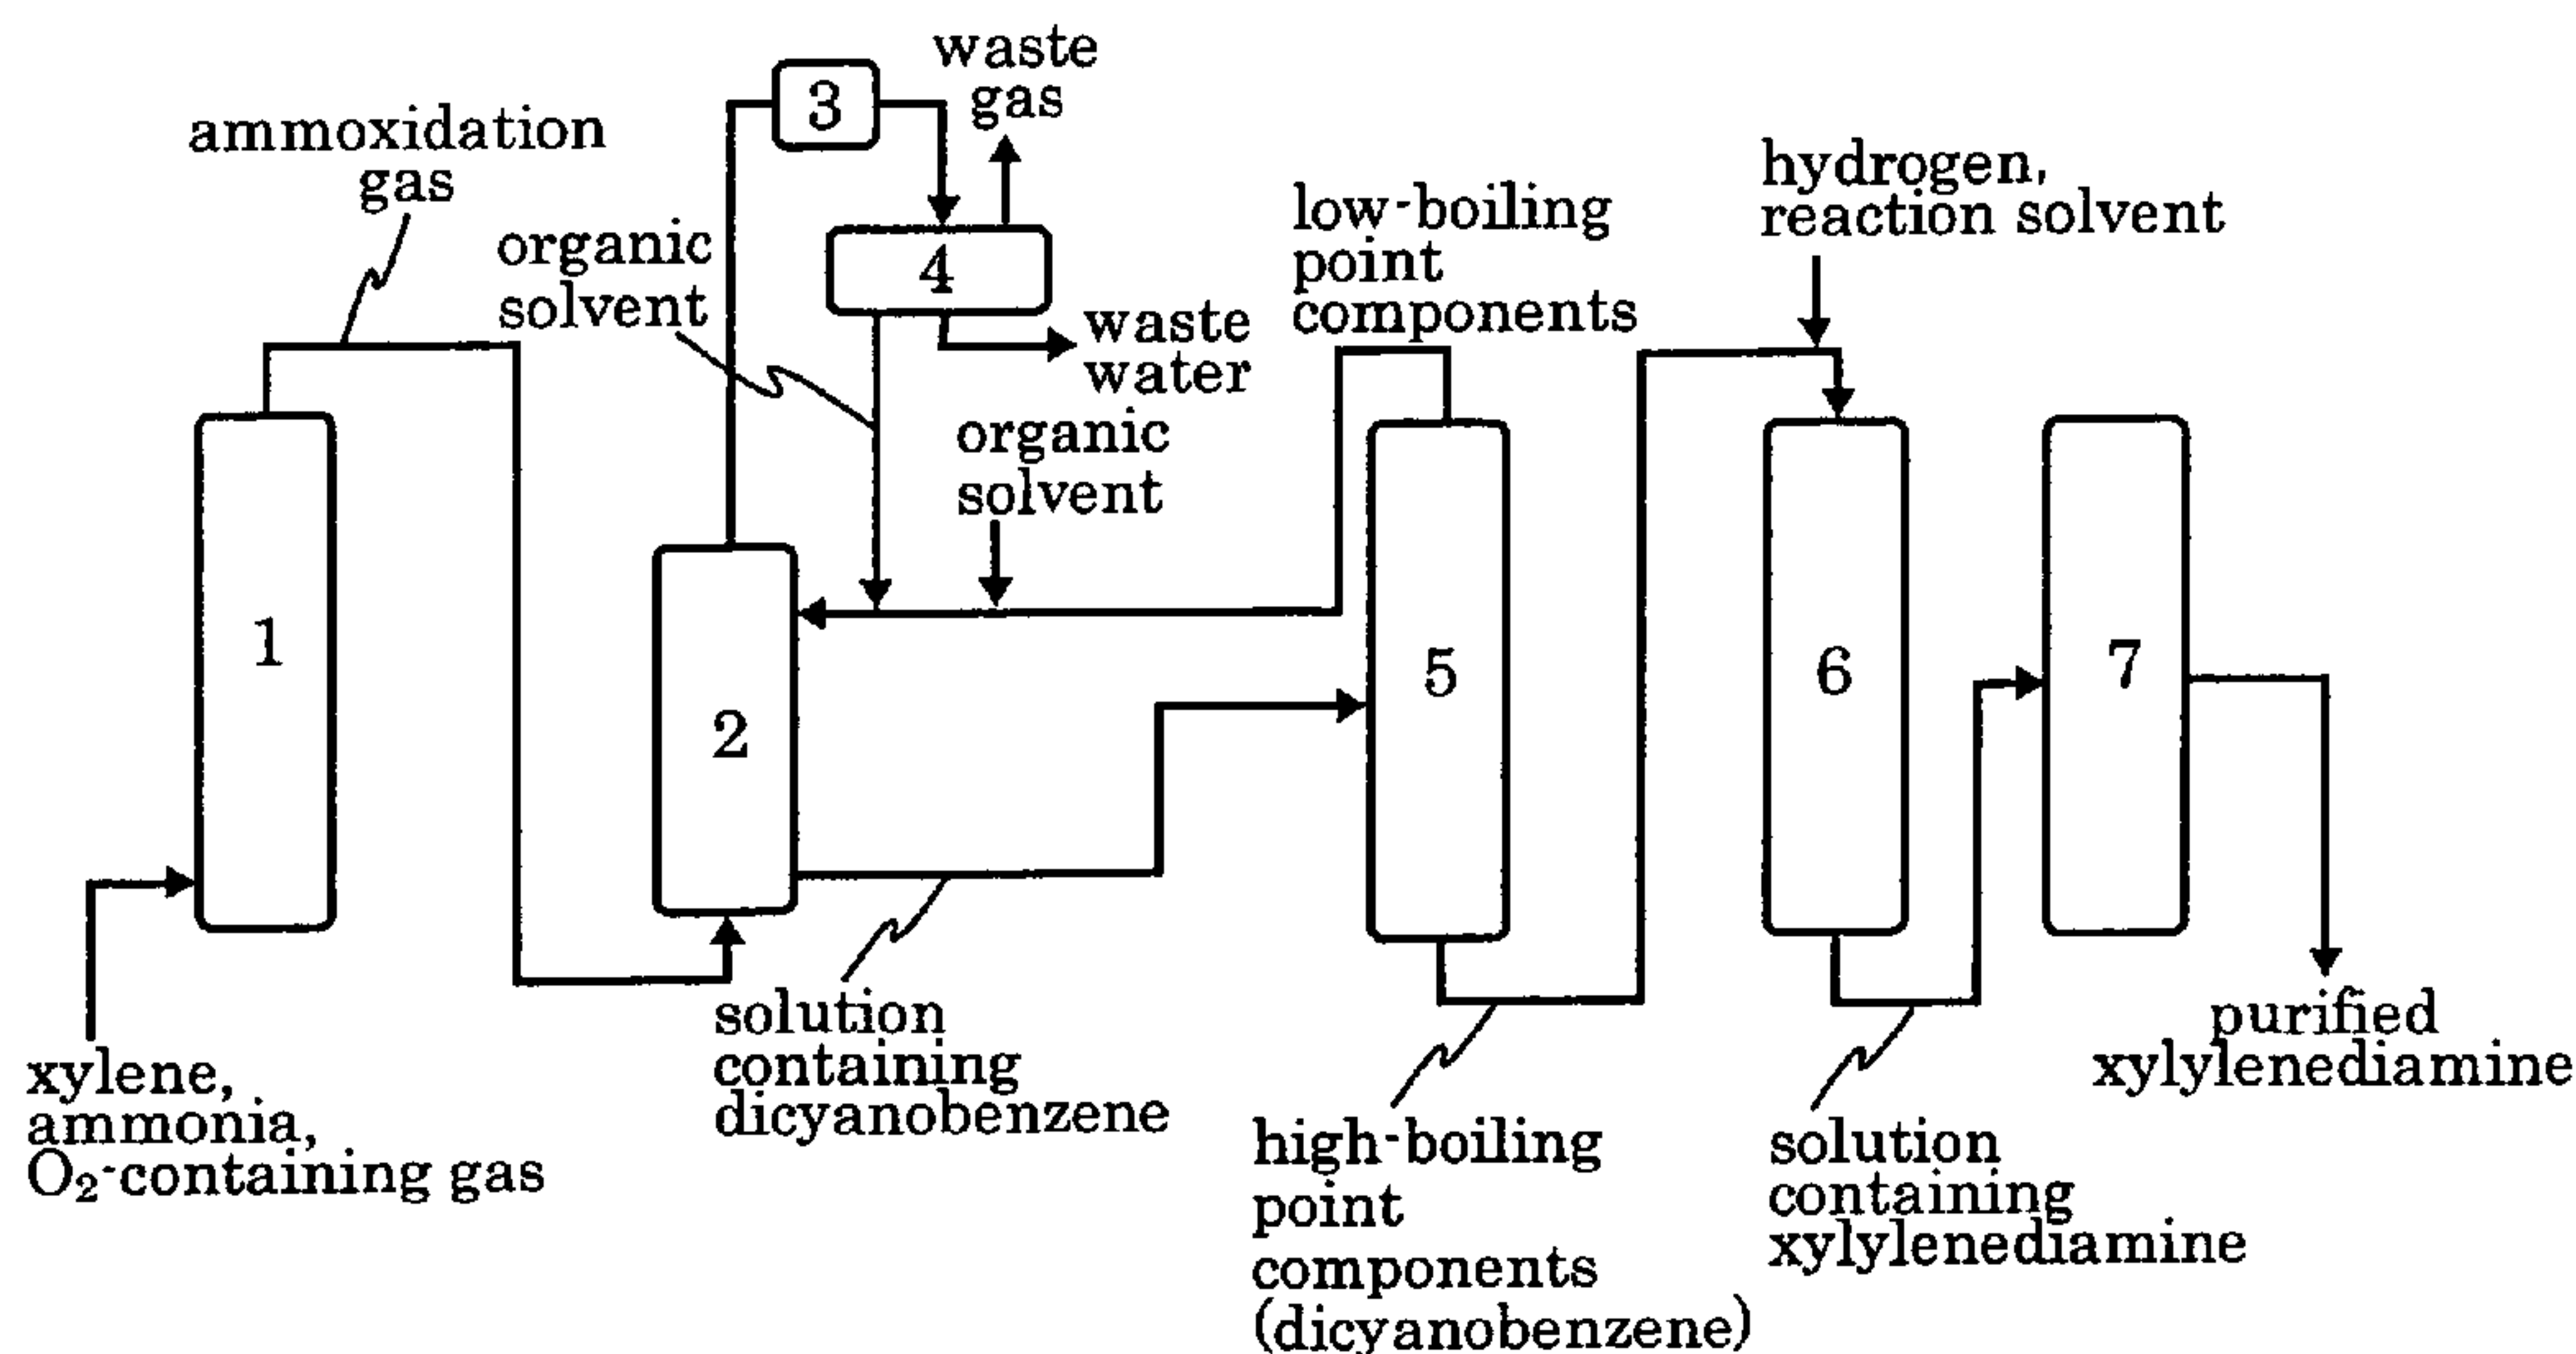 3
waste
gas
ammoxidation
gas
organic
solvent
4
waste
water
organic
solvent
low-boiling
point
components
hydrogen,
reaction solvent
1
2
5
6
7
xylene,
ammonia,
O₂-containing gas
solution
containing
dicyanobenzene
high-boiling
point
components
(dicyanobenzene)
solution
containing
xylylenediamine
purified
xylylenediamine